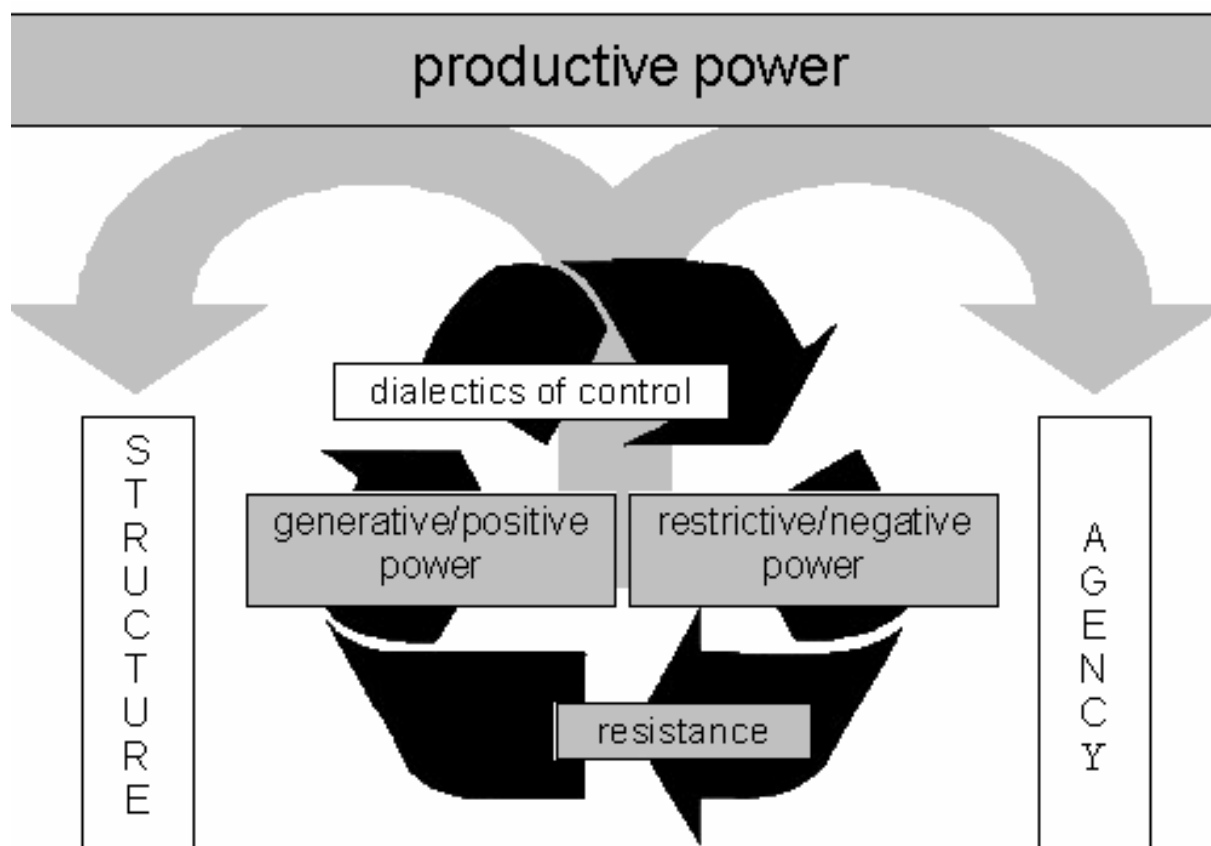 productive power
dialectics of control
STRUCTURE
generative/positive
power
restrictive/negative
power
AGENCY
resistance